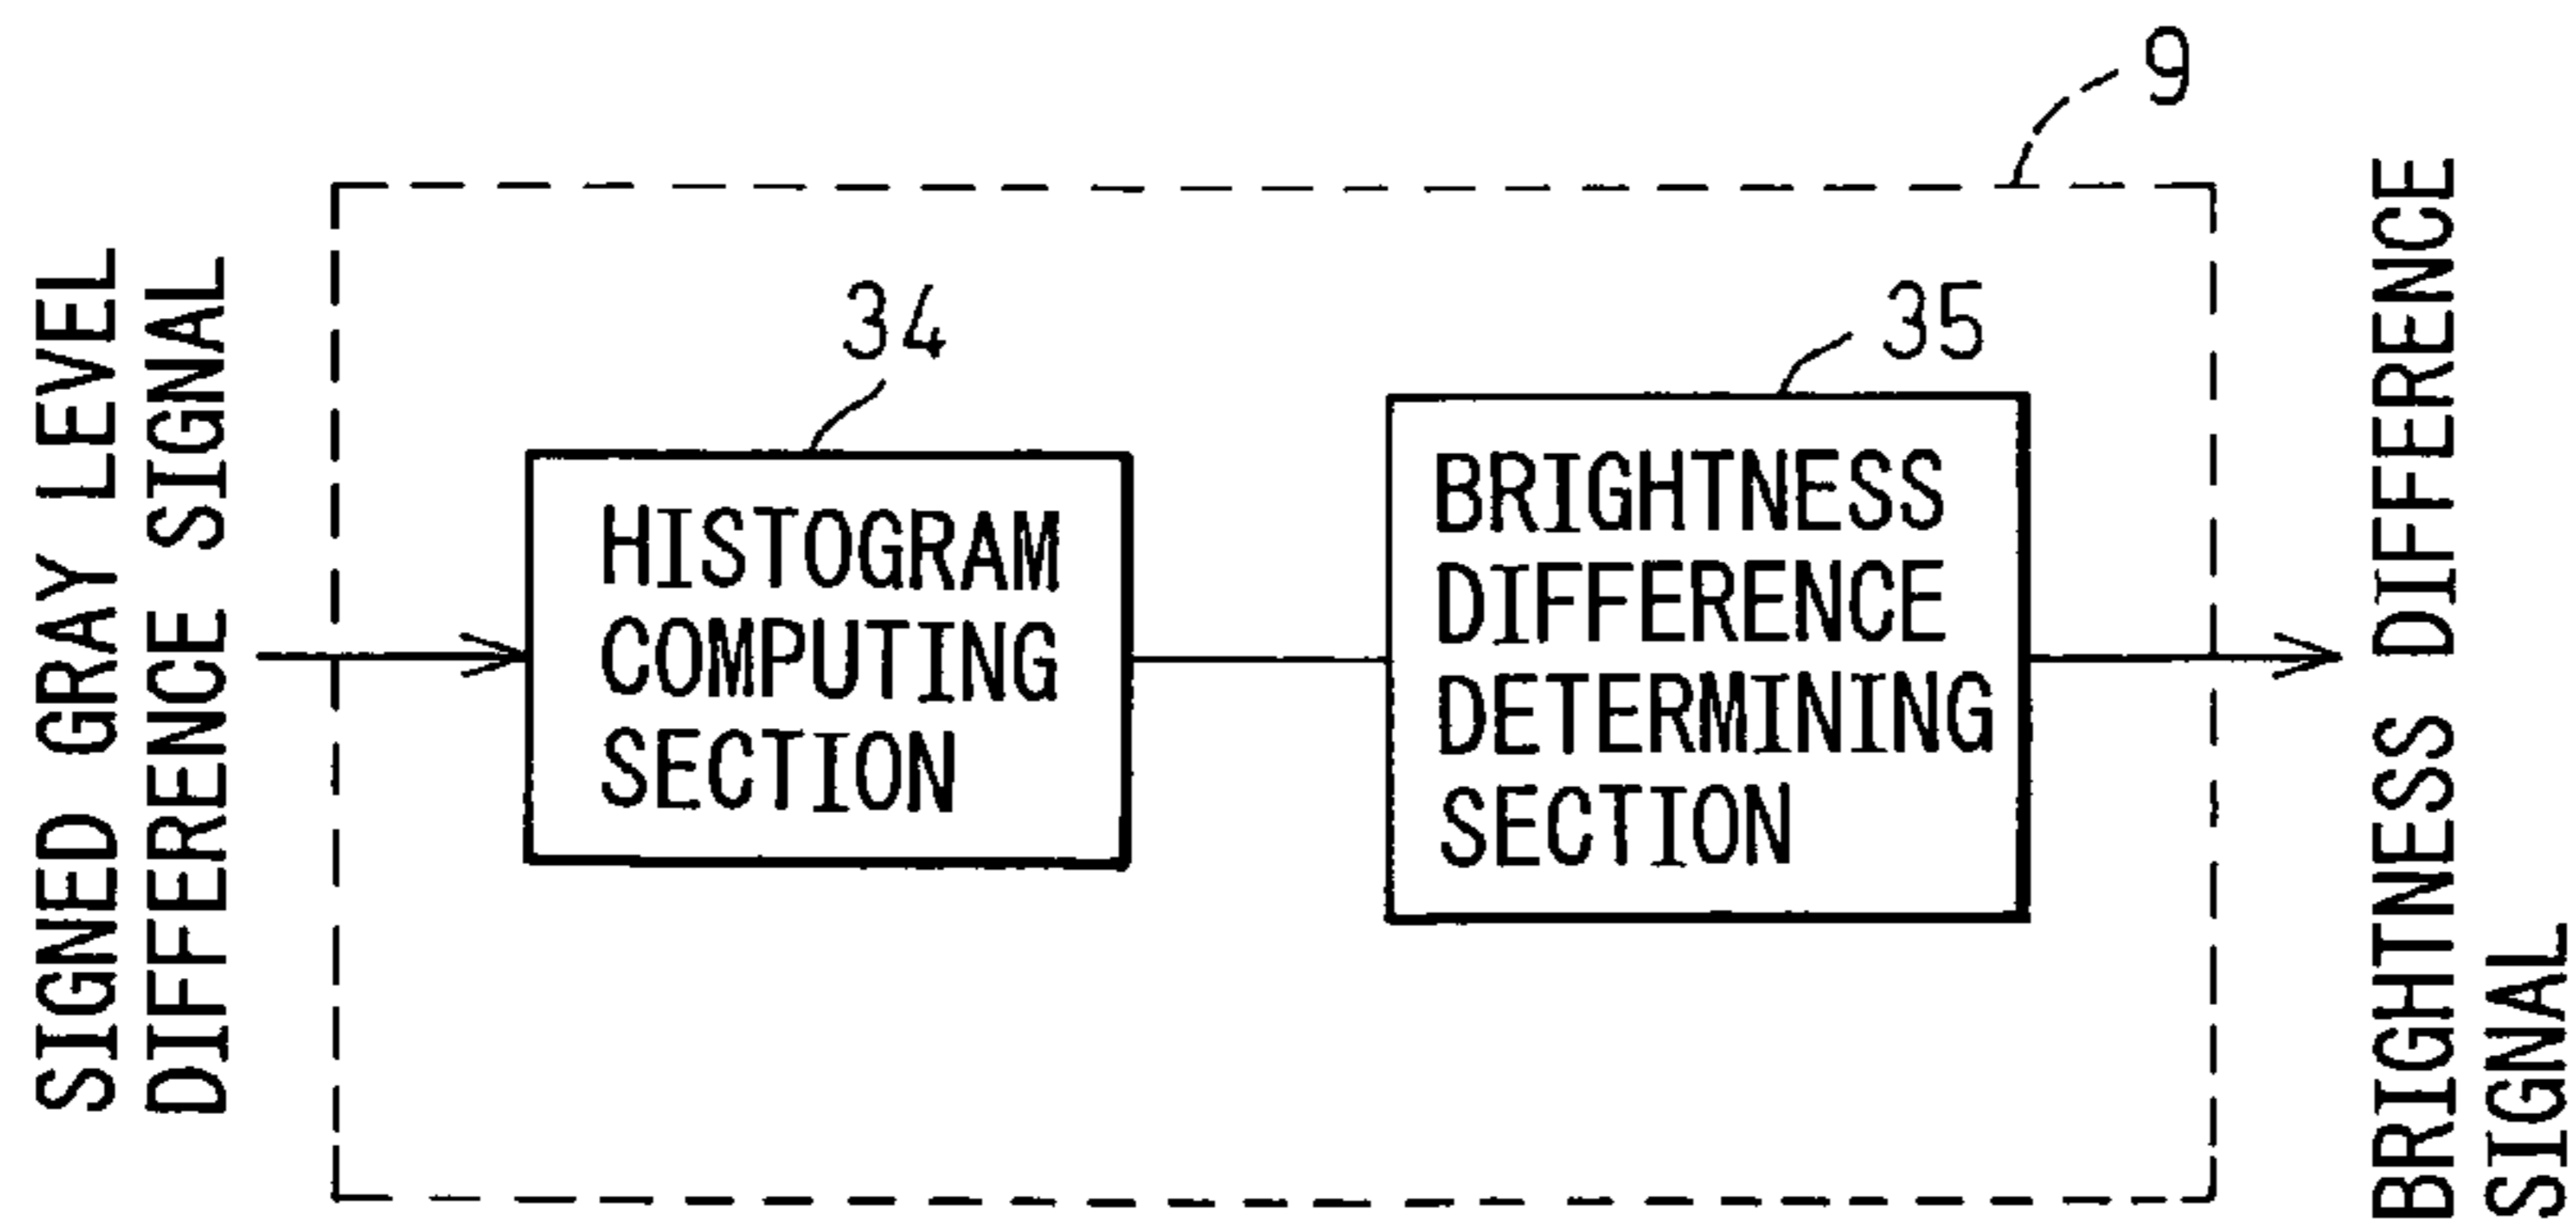 9
SIGNED GRAY LEVEL
DIFFERENCE SIGNAL
34
HISTOGRAM
COMPUTING
SECTION
35
BRIGHTNESS
DIFFERENCE
DETERMINING
SECTION
BRIGHTNESS DIFFERENCE
SIGNAL